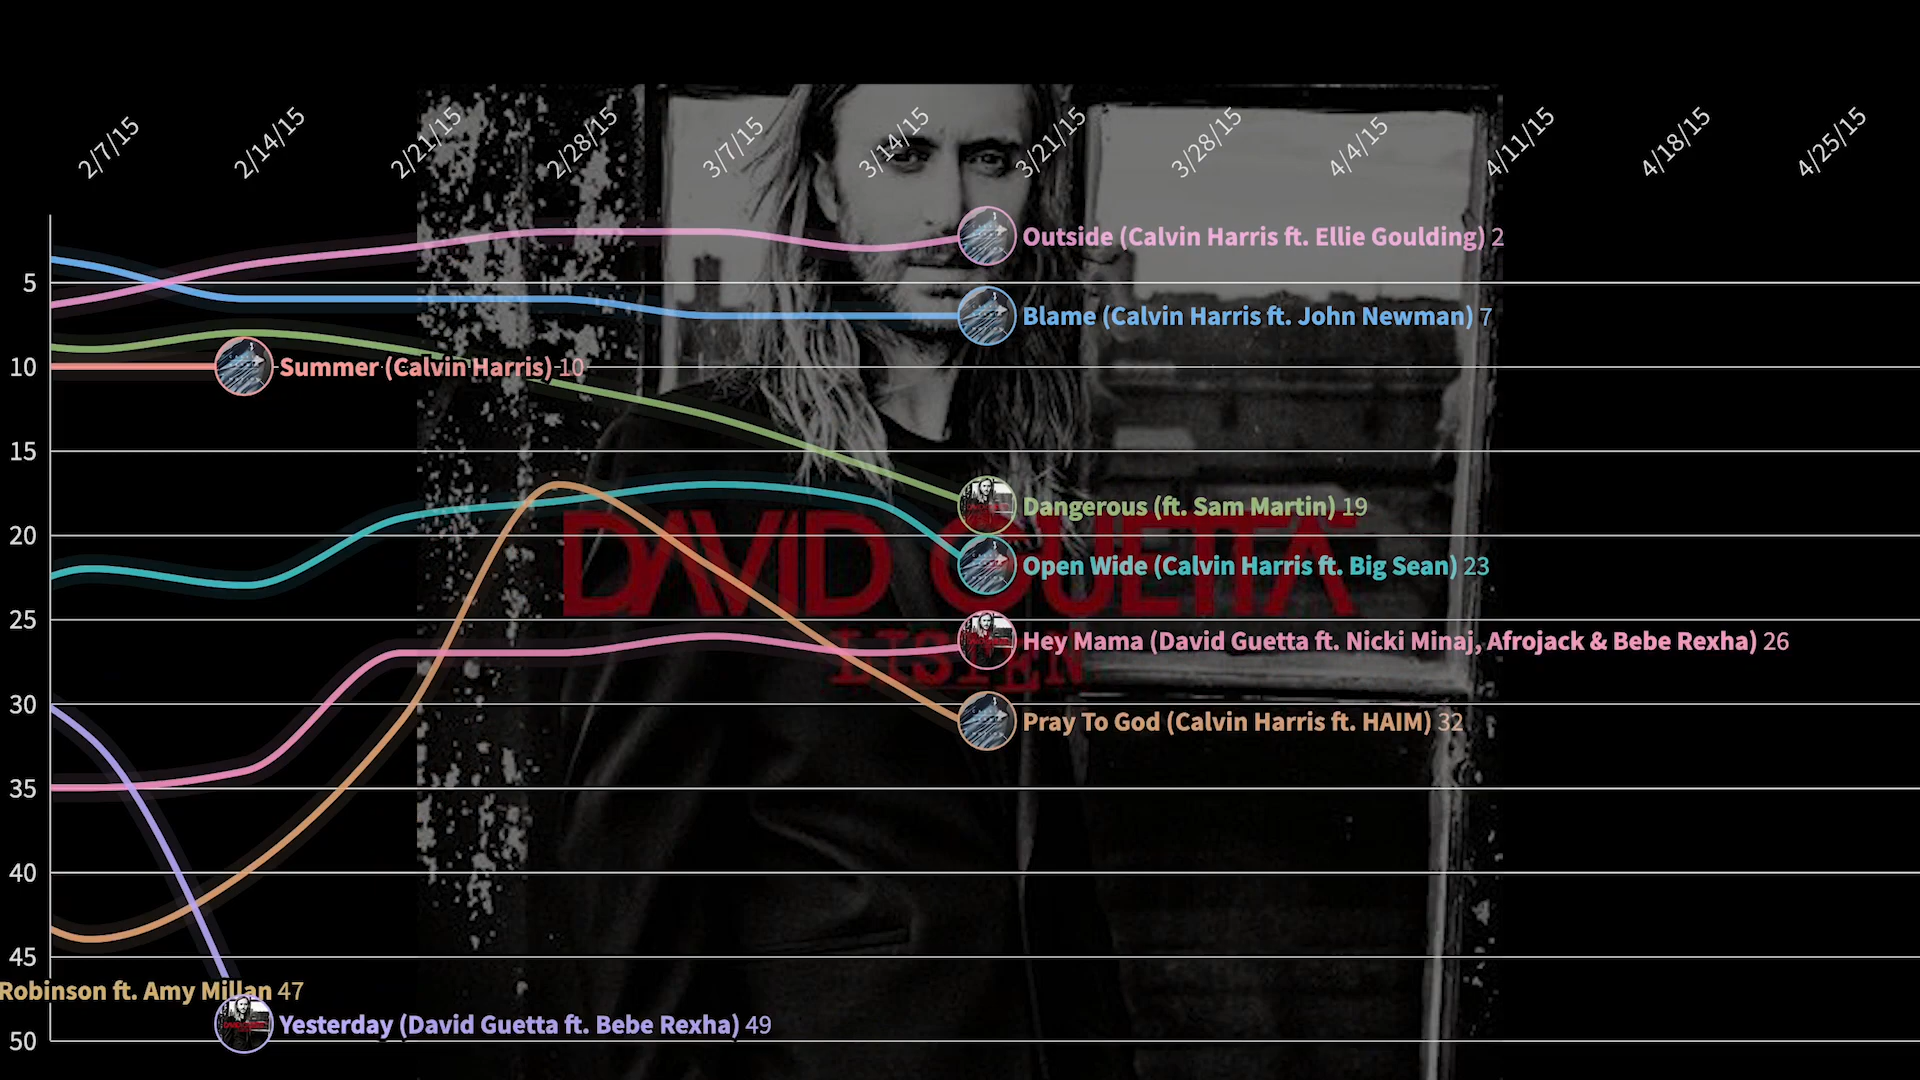 2/7/15 2/14/15 2/21/15 2/28/15 3/7/15 3/14/15 3/21/15 3/28/15 4/4/15 4/11/15 4/18/15 4/25/15
Outside (Calvin Harris ft. Ellie Goulding) 2
5
Blame (Calvin Harris ft. John Newman) 7
10
Summer (Calvin Harris) 10
15
Dangerous (ft. Sam Martin) 19
20
DAVID GUETTA
Open Wide (Calvin Harris ft. Big Sean) 23
25
Hey Mama (David Guetta ft. Nicki Minaj, Afrojack & Bebe Rexha) 26
LISTEN
30
Pray To God (Calvin Harris ft. HAIM) 32
35
40
45
Robinson ft. Amy Millan 47
Yesterday (David Guetta ft. Bebe Rexha) 49
50